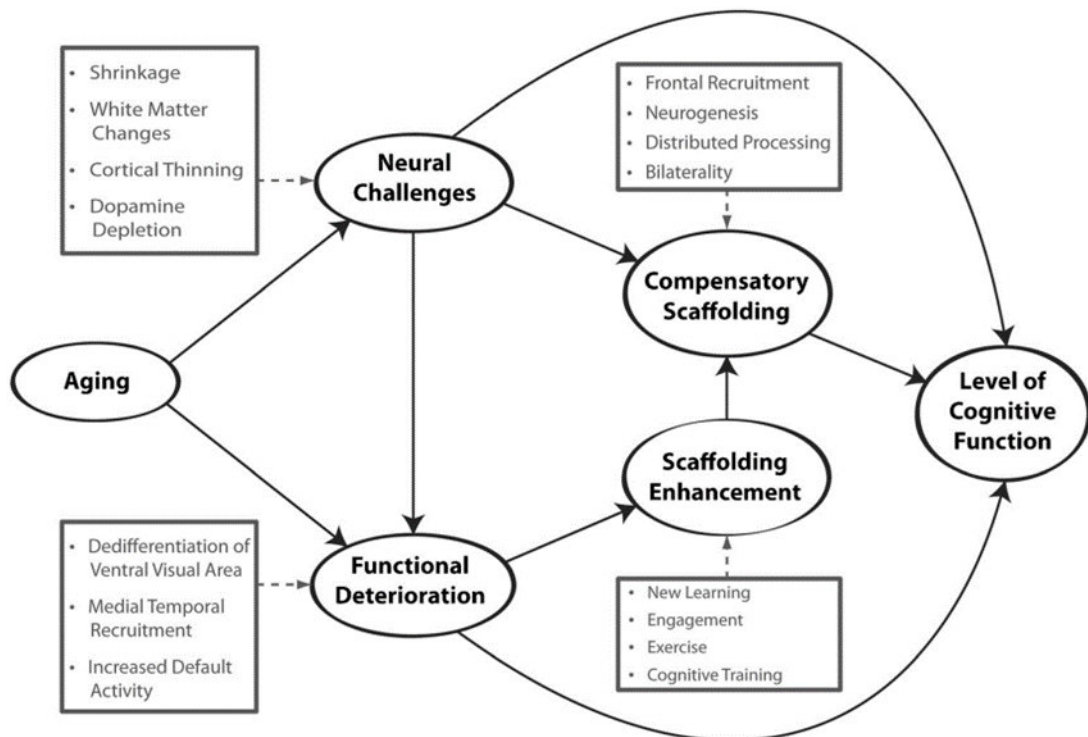 • Shrinkage
• White Matter
Changes
• Cortical Thinning
• Dopamine
Depletion
Neural
Challenges
• Frontal Recruitment
• Neurogenesis
• Distributed Processing
• Bilaterality
Compensatory
Scaffolding
Aging
Level of
Cognitive
Function
Scaffolding
Enhancement
• Dedifferentiation of
Ventral Visual Area
• Medial Temporal
Recruitment
• Increased Default
Activity
Functional
Deterioration
• New Learning
• Engagement
• Exercise
• Cognitive Training